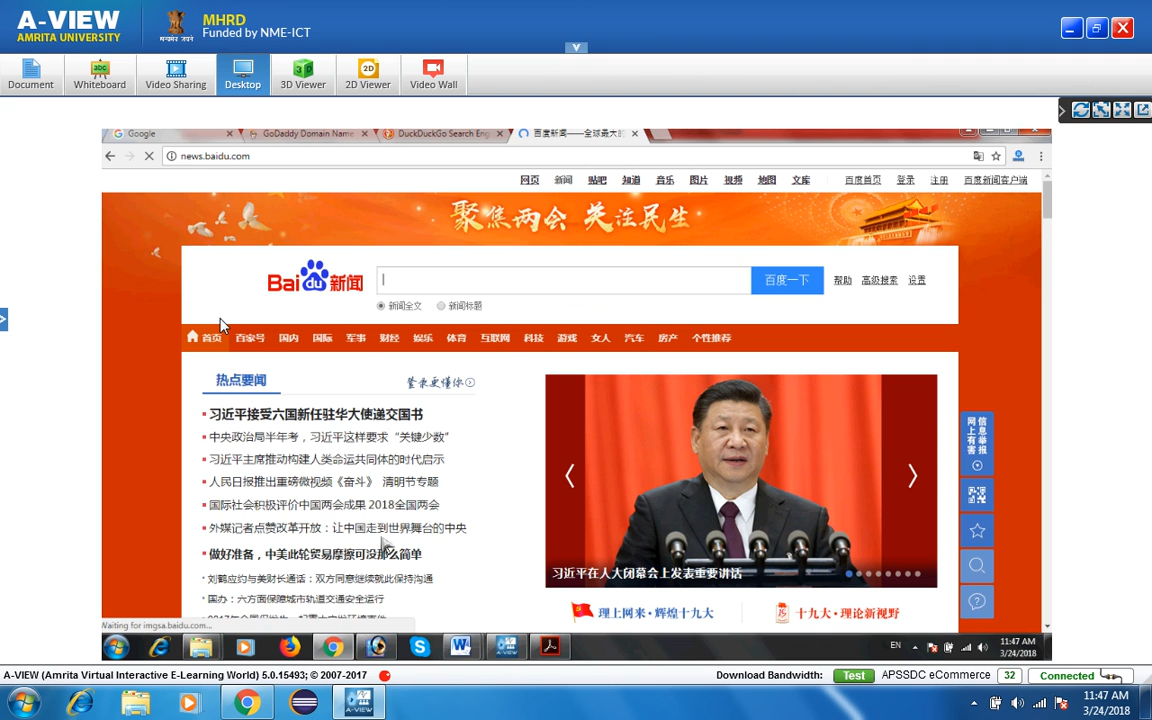 A-VIEW
AMRITA UNIVERSITY
MHRD
Funded by NME-ICT
Document
Whiteboard
Video Sharing
Desktop
3D Viewer
2D Viewer
Video Wall
Google
GoDaddy Domain Name
DuckDuckGo Search Eng
百度新闻——全球最大的
news.baidu.com
网页 新闻 贴吧 知道 音乐 图片 视频 地图 文库 百度首页 登录 注册 百度新闻客户端
聚焦两会 关注民生
Bai du 新闻
百度一下
帮助 高级搜索 设置
新闻全文 新闻标题
首页 百家号 国内 国际 军事 财经 娱乐 体育 互联网 科技 游戏 女人 汽车 房产 个性推荐
热点要闻
登录更懂你
习近平接受六国新任驻华大使递交国书
中央政治局半年考，习近平这样要求“关键少数”
习近平主席推动构建人类命运共同体的时代启示
人民日报推出重磅微视频《奋斗》 清明节专题
国际社会积极评价中国两会成果 2018全国两会
外媒记者点赞改革开放：让中国走到世界舞台的中央
做好准备，中美此轮贸易摩擦可没那么简单
刘鹤应约与美财长通话：双方同意继续就此保持沟通
国办：六方面保障城市轨道交通安全运行
习近平在人大闭幕会上发表重要讲话
理上网来·辉煌十九大
十九大·理论新视野
网上有害信息举报
Waiting for imgsa.baidu.com...
EN
11:47 AM
3/24/2018
A-VIEW (Amrita Virtual Interactive E-Learning World) 5.0.15493; © 2007-2017
Download Bandwidth: Test APSSDC eCommerce 32 Connected
11:47 AM
3/24/2018